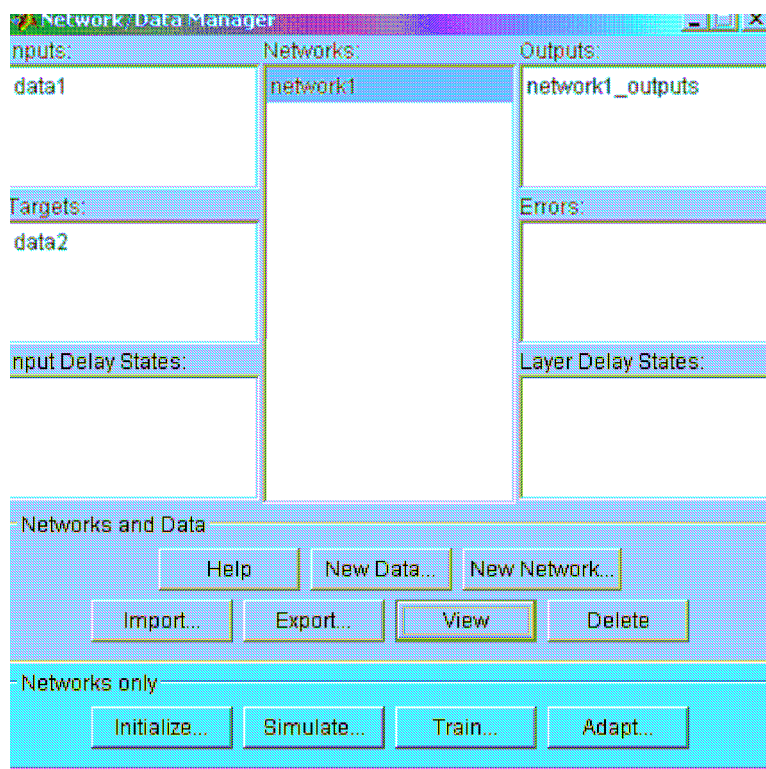 Network/Data Manager
nputs:
Networks:
Outputs:
data1
network1
network1_outputs
Targets:
Errors:
data2
nput Delay States:
Layer Delay States:
Networks and Data
Help
New Data...
New Network...
Import...
Export...
View
Delete
Networks only
Initialize...
Simulate...
Train...
Adapt...